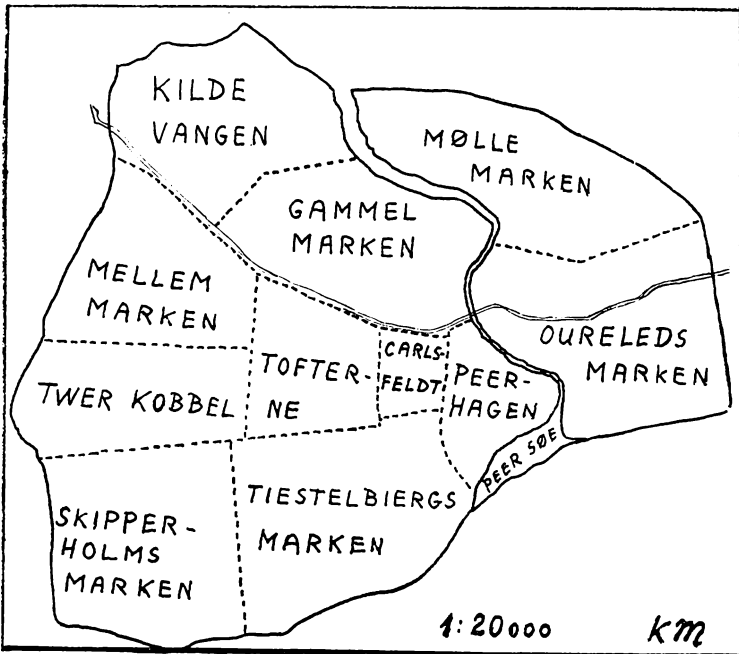 KILDE
VANGEN
MØLLE
MARKEN
GAMMEL
MARKEN
MELLEM
MARKEN
OURELEDS
MARKEN
CARLS-
FELDT
TOFTER-
NE
PEER-
HAGEN
TWER KOBBEL
PEER SØE
TIESTELBIERGS
MARKEN
SKIPPER-
HOLMS
MARKEN
1:20000 KM